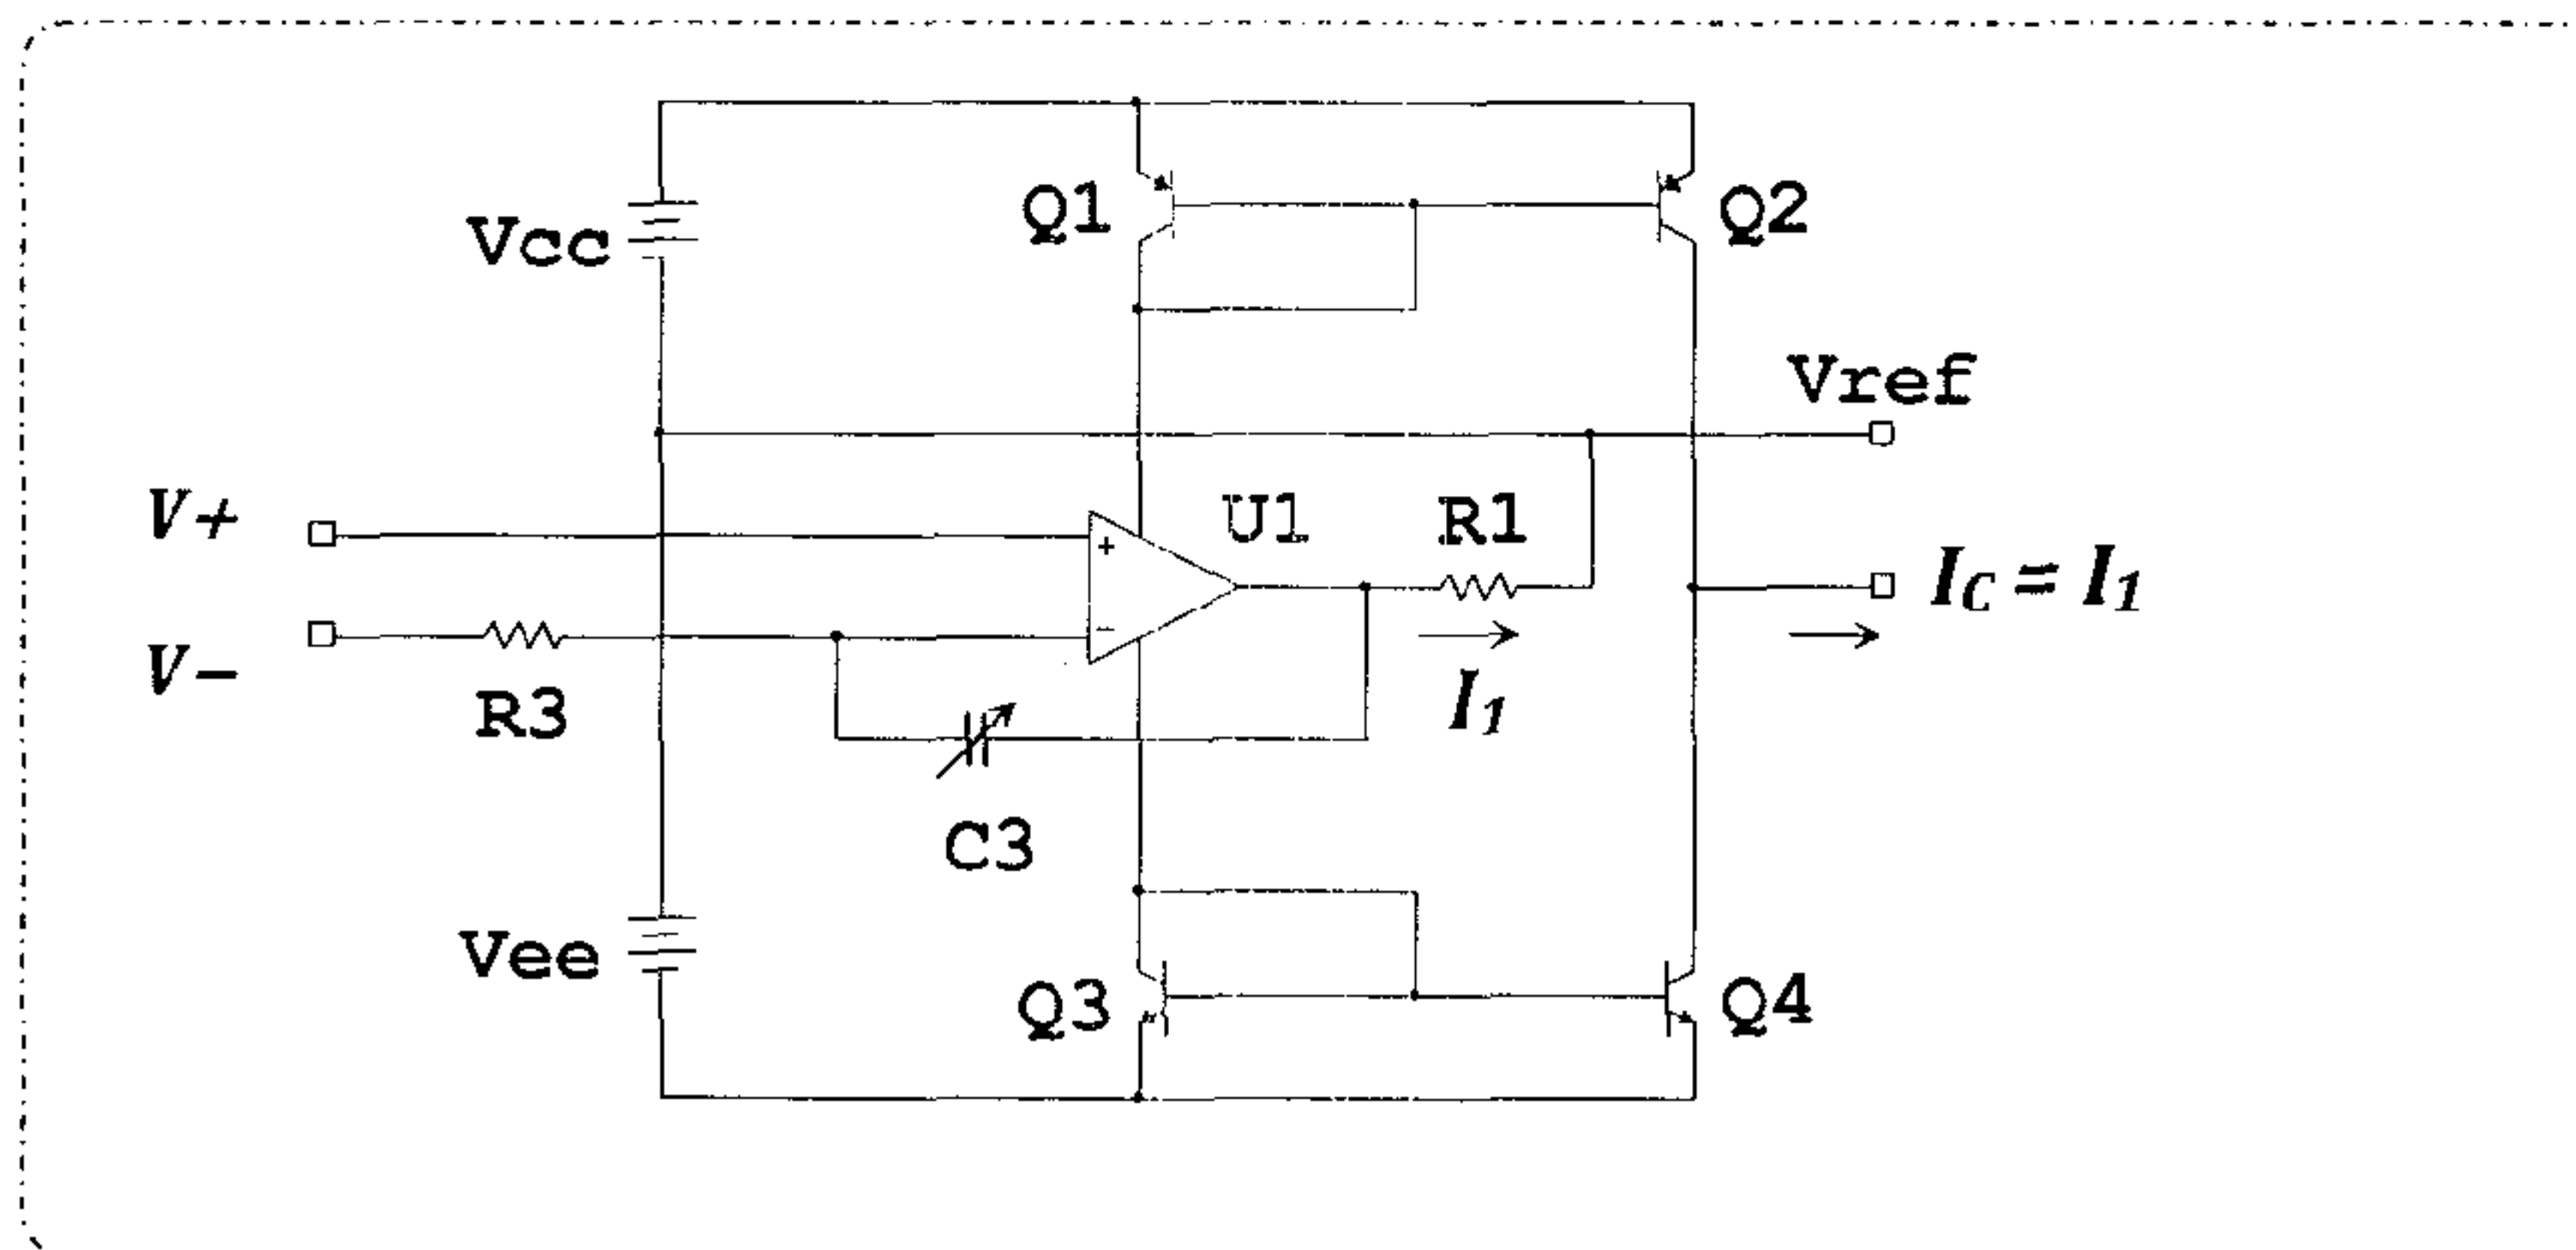 Q1
Q2
Vcc
Vref
V+
+
U1
R1
IC = I1
V−
−
R3
I1
C3
Vee
Q3
Q4